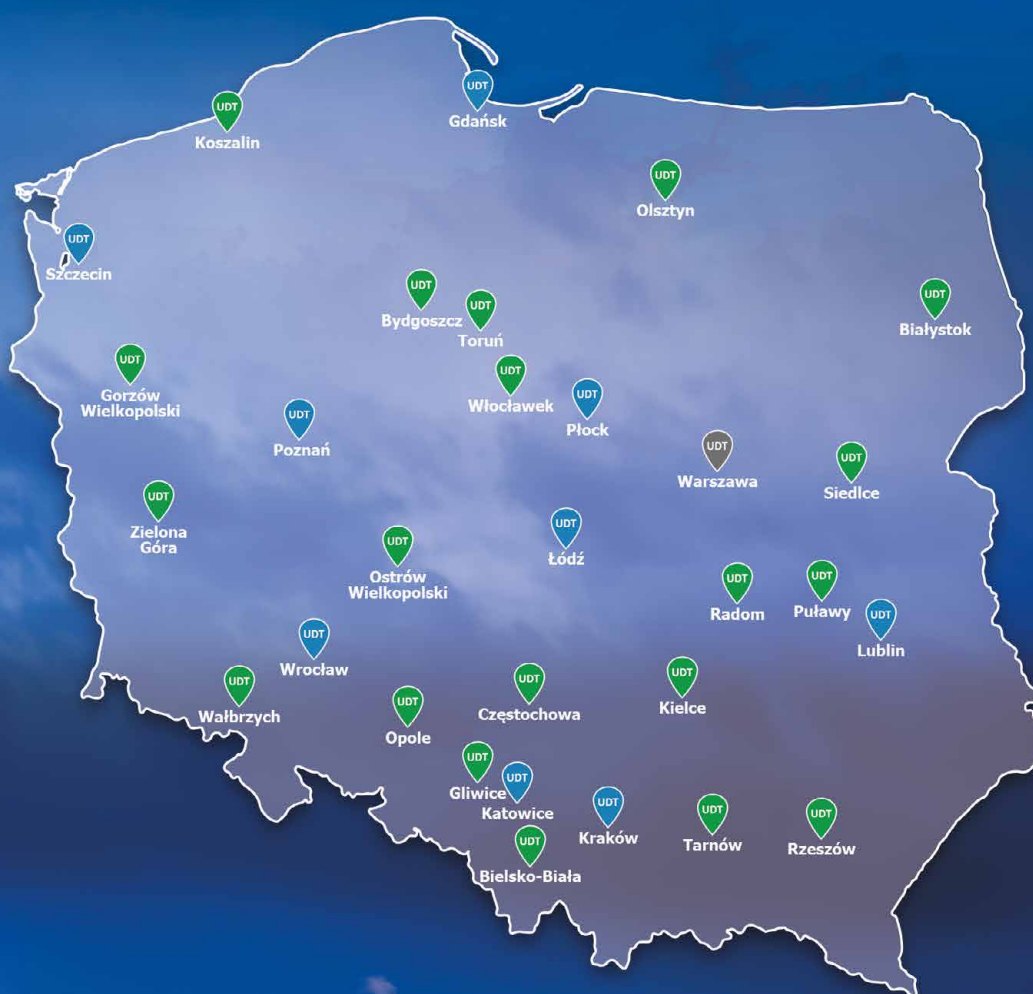 UDT
Gdańsk
UDT
Koszalin
UDT
Olsztyn
UDT
Szczecin
UDT
Bydgoszcz
UDT
Toruń
UDT
Białystok
UDT
Gorzów
Wielkopolski
UDT
Włocławek
UDT
Płock
UDT
Poznań
UDT
Warszawa
UDT
Siedlce
UDT
Zielona
Góra
UDT
Łódź
UDT
Ostrów
Wielkopolski
UDT
Radom
UDT
Puławy
UDT
Lublin
UDT
Wrocław
UDT
Wałbrzych
UDT
Częstochowa
UDT
Kielce
UDT
Opole
UDT
Gliwice
UDT
Katowice
UDT
Kraków
UDT
Tarnów
UDT
Rzeszów
UDT
Bielsko-Biała